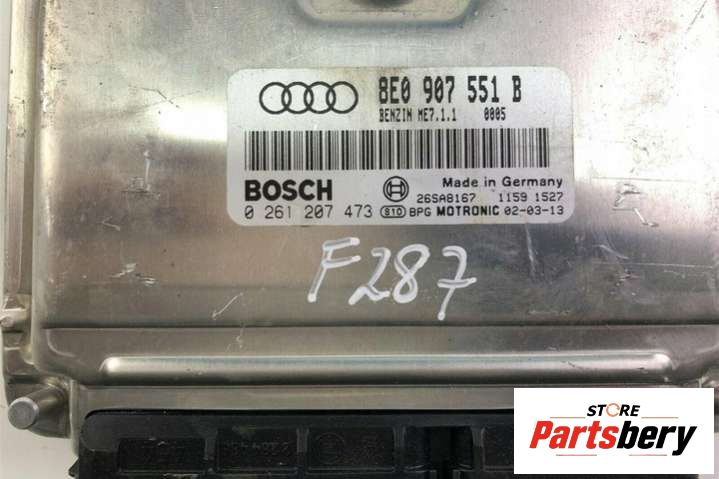 8E0 907 551 B
BENZIN ME7.1.1 0005
BOSCH
Made in Germany
26SA8167 1159 1527
0 261 207 473 S10 BPG MOTRONIC 02-03-13
F287
STORE
Partsbery